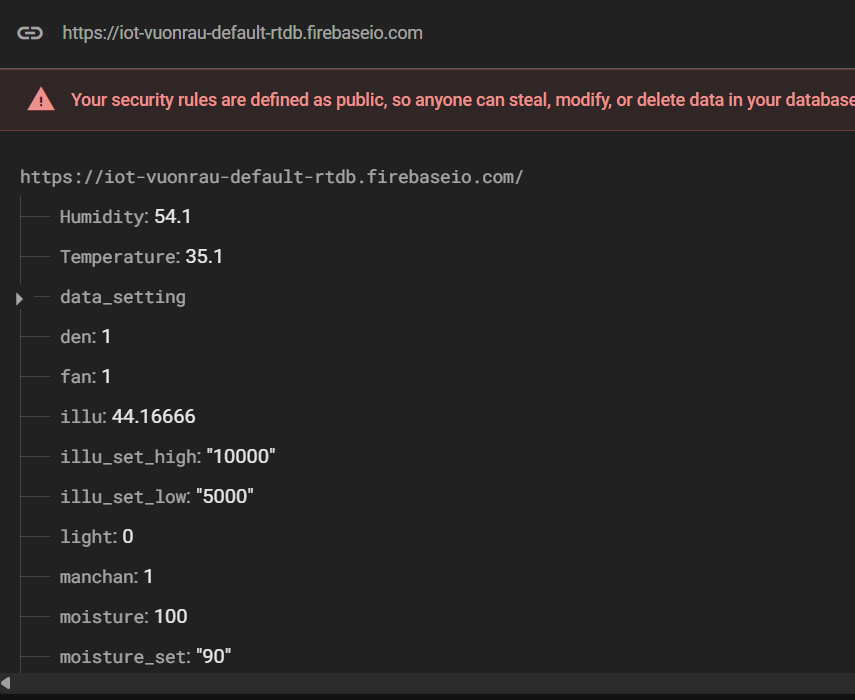 https://iot-vuonrau-default-rtdb.firebaseio.com
Your security rules are defined as public, so anyone can steal, modify, or delete data in your database
https://iot-vuonrau-default-rtdb.firebaseio.com/
Humidity: 54.1
Temperature: 35.1
data_setting
den: 1
fan: 1
illu: 44.16666
illu_set_high: "10000"
illu_set_low: "5000"
light: 0
manchan: 1
moisture: 100
moisture_set: "90"